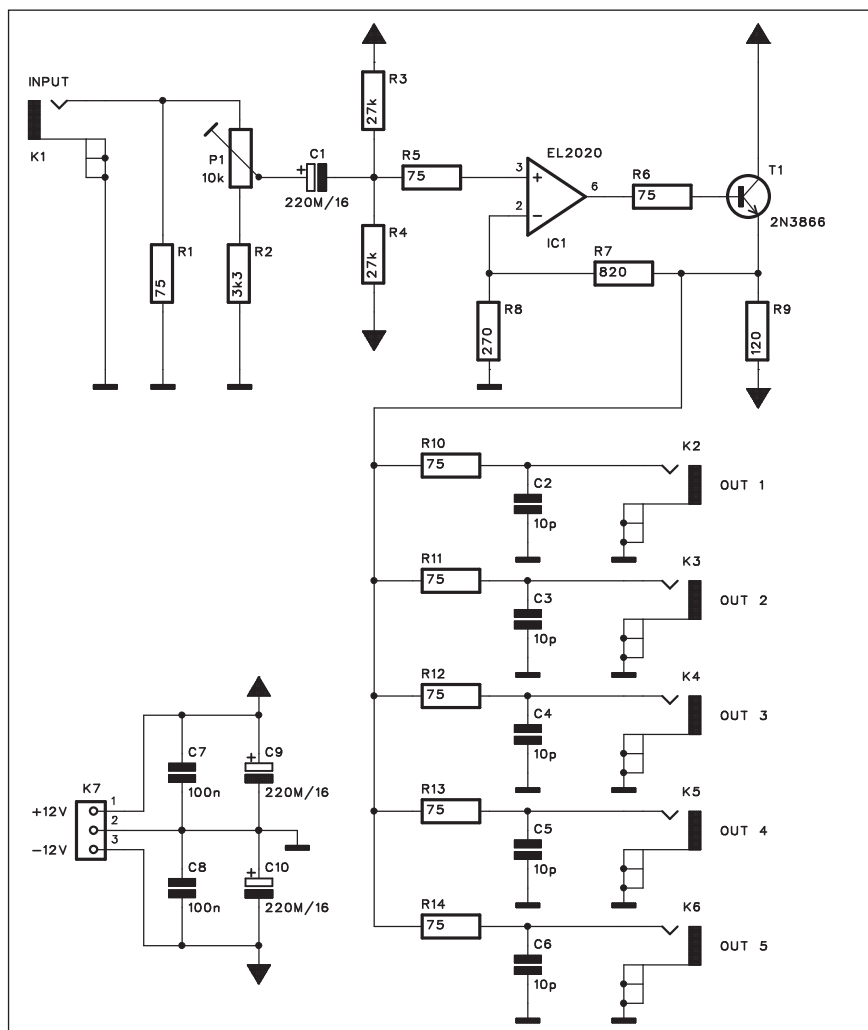 INPUT
K1
P1
10k
C1
220M/16
R1
75
R2
3k3
R3
27k
R4
27k
R5
75
EL2020
3
+
2
−
6
IC1
R6
75
T1
2N3866
R7
820
R8
270
R9
120
R10
75
C2
10p
K2
OUT 1
R11
75
C3
10p
K3
OUT 2
R12
75
C4
10p
K4
OUT 3
R13
75
C5
10p
K5
OUT 4
R14
75
C6
10p
K6
OUT 5
K7
+12V
-12V
1
2
3
C7
100n
C9
220M/16
C8
100n
C10
220M/16